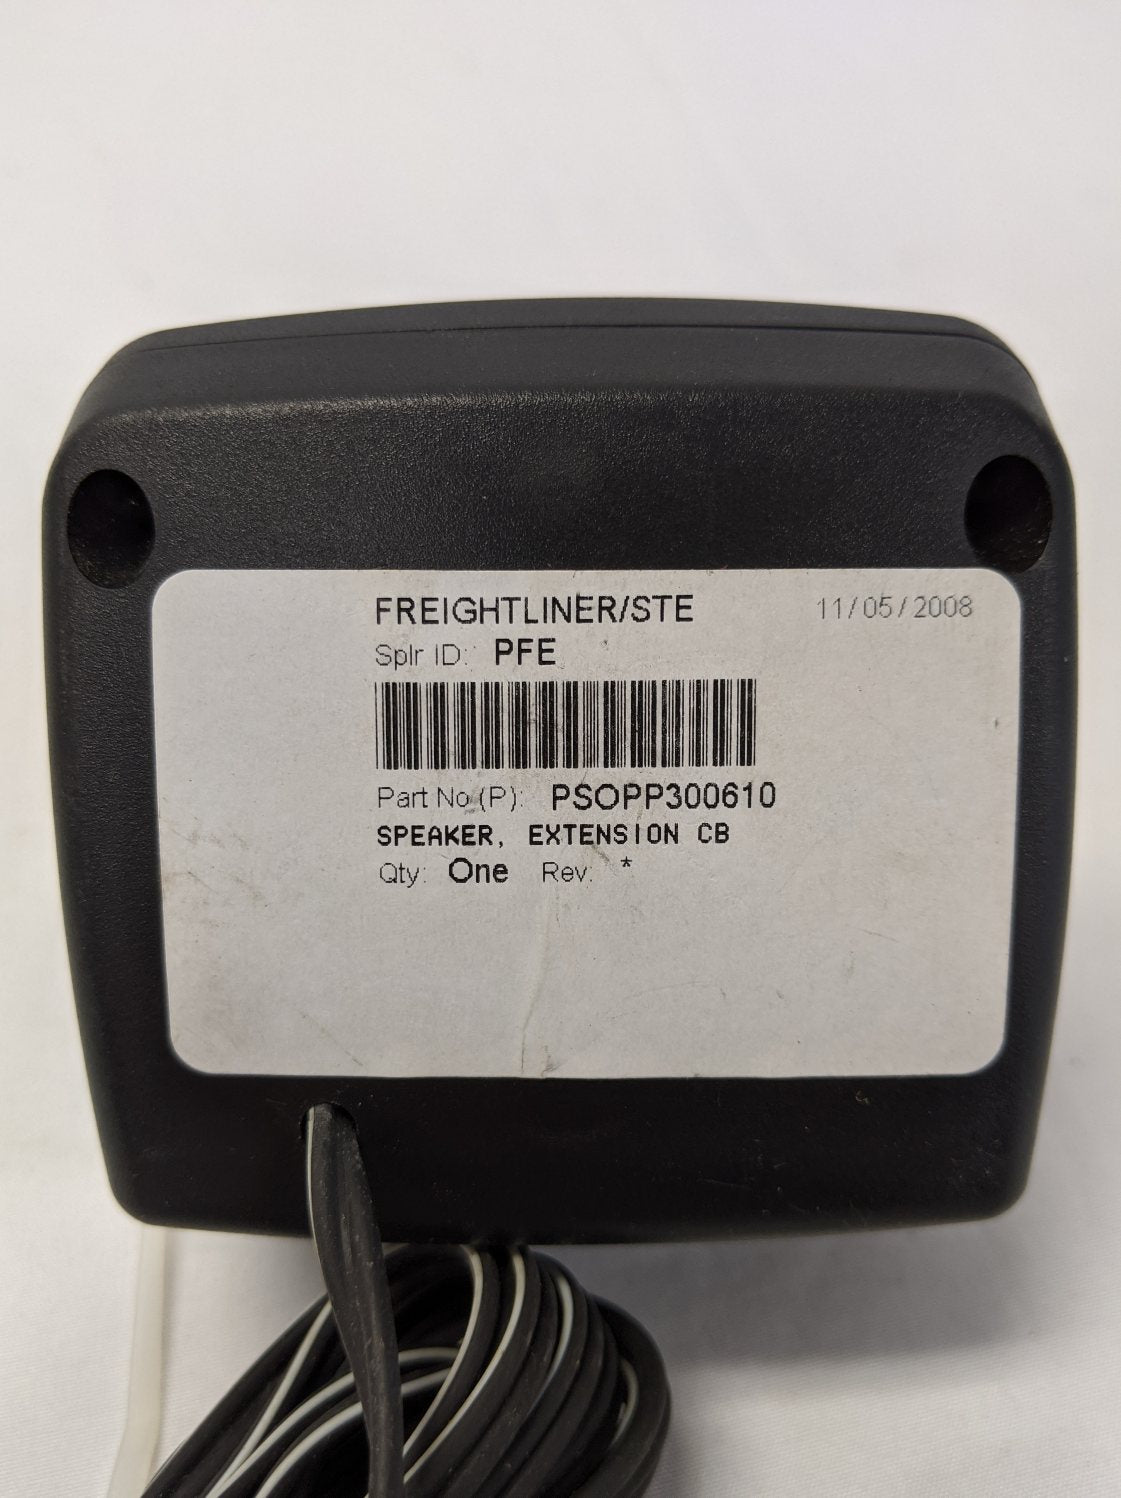 FREIGHTLINER/STE 11/05/2008
Splr ID: PFE
Part No (P): PSOPP300610
SPEAKER, EXTENSION CB
Qty: One Rev: *